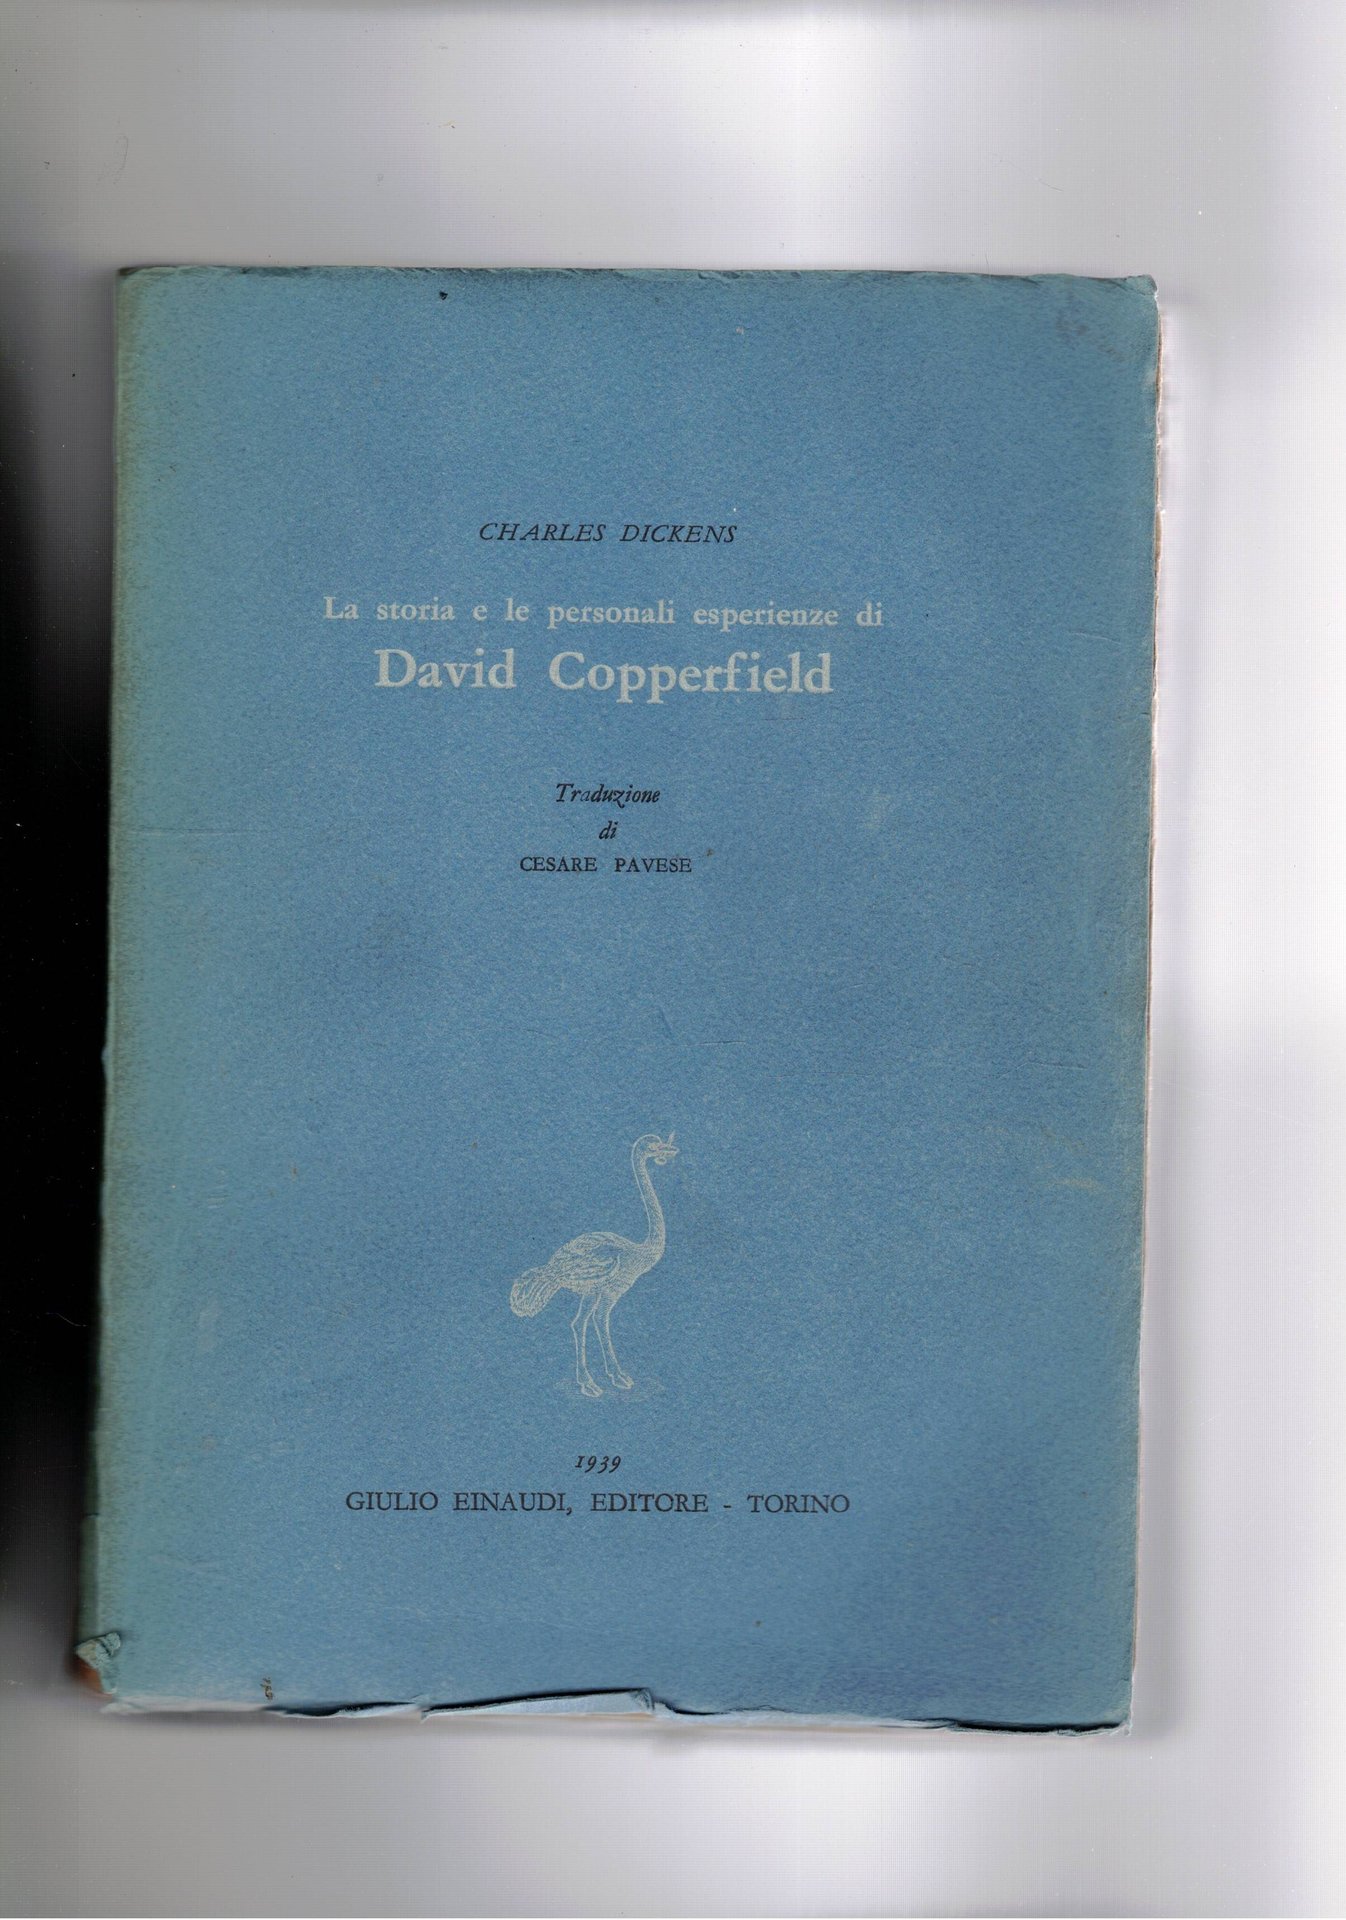 CHARLES DICKENS
La storia e le personali esperienze di
David Copperfield
Traduzione
di
CESARE PAVESE
1939
GIULIO EINAUDI, EDITORE - TORINO